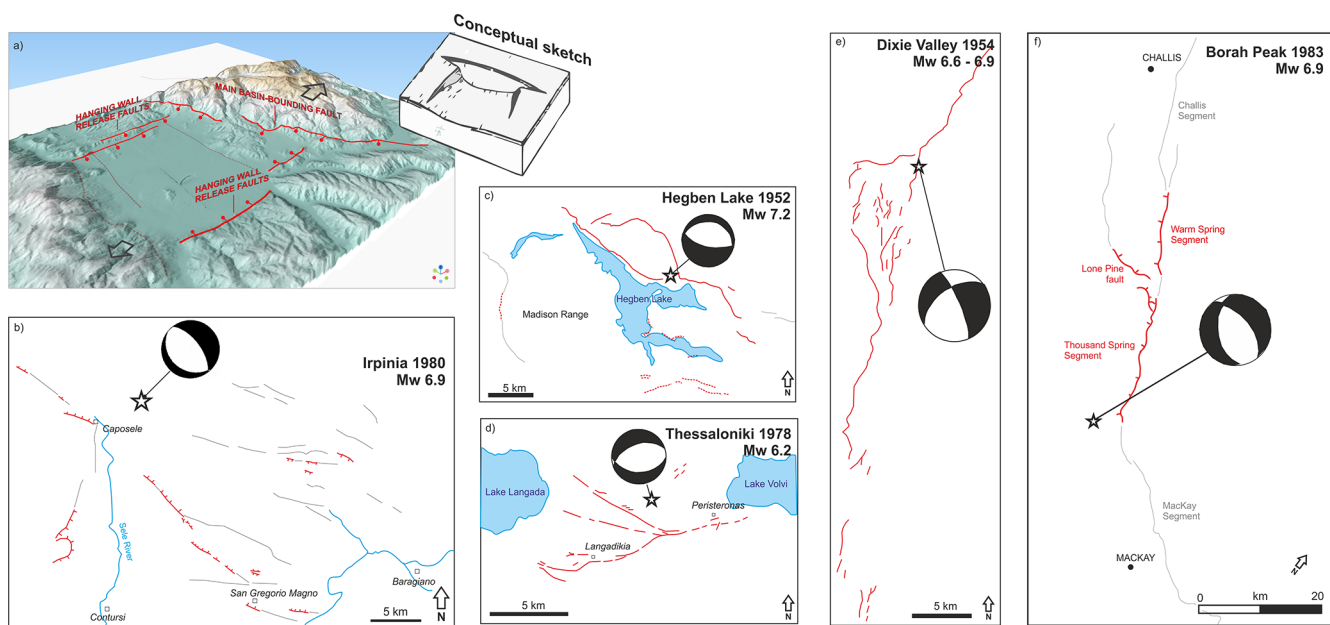 a)
HANGING WALL
RELEASE FAULTS
MAIN BASIN-BOUNDING FAULT
HANGING WALL
RELEASE FAULTS
Conceptual sketch
b)
Irpinia 1980
Mw 6.9
Caposele
Sele River
San Gregorio Magno
Baragiano
Contursi
5 km
N
c)
Hegben Lake 1952
Mw 7.2
Hegben Lake
Madison Range
5 km
N
d)
Thessaloniki 1978
Mw 6.2
Lake Langada
Lake Volvi
Peristeronas
Langadikia
5 km
N
e)
Dixie Valley 1954
Mw 6.6 - 6.9
5 km
N
f)
Borah Peak 1983
Mw 6.9
CHALLIS
Challis
Segment
Warm Spring
Segment
Lone Pine
fault
Thousand Spring
Segment
MacKay
Segment
MACKAY
N
0 km 20